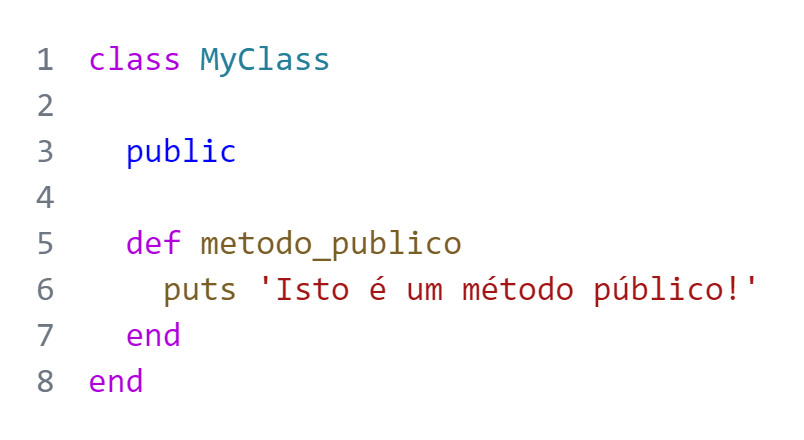 1 class MyClass
2
3   public
4
5   def metodo_publico
6     puts 'Isto é um método público!'
7   end
8 end